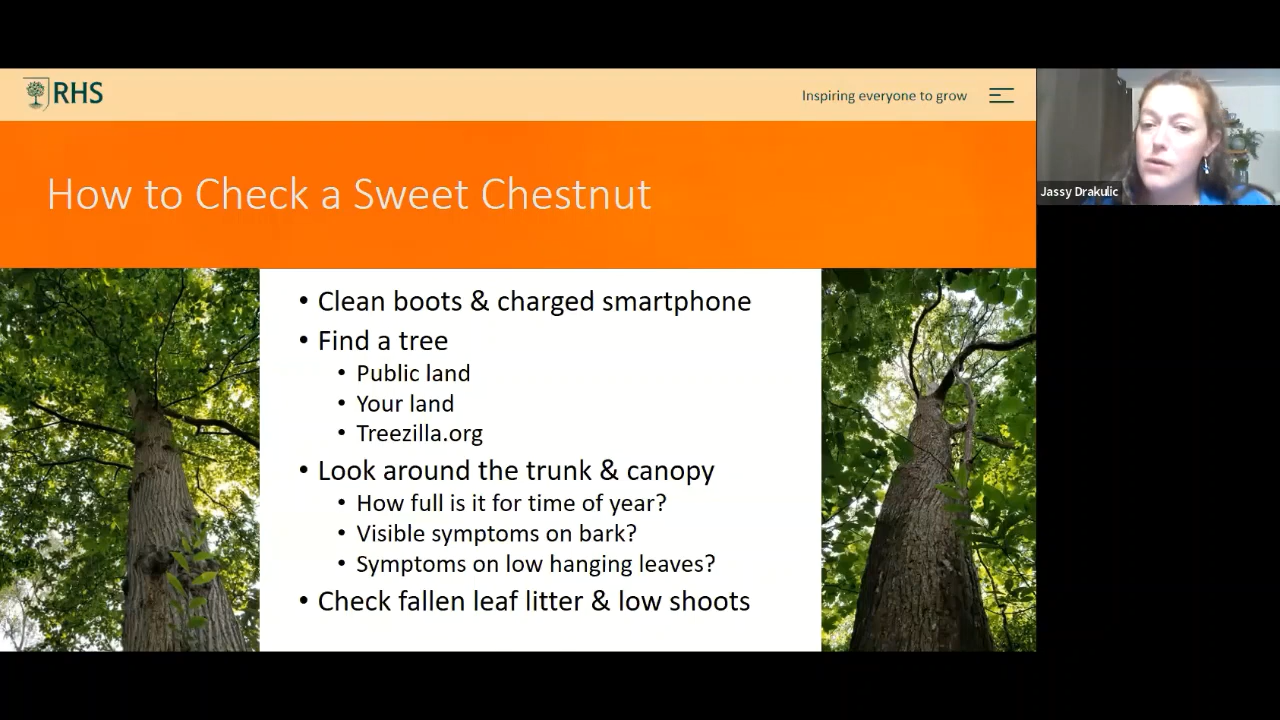 RHS
Inspiring everyone to grow
Jassy Drakulic
How to Check a Sweet Chestnut
• Clean boots & charged smartphone
• Find a tree
• Public land
• Your land
• Treezilla.org
• Look around the trunk & canopy
• How full is it for time of year?
• Visible symptoms on bark?
• Symptoms on low hanging leaves?
• Check fallen leaf litter & low shoots